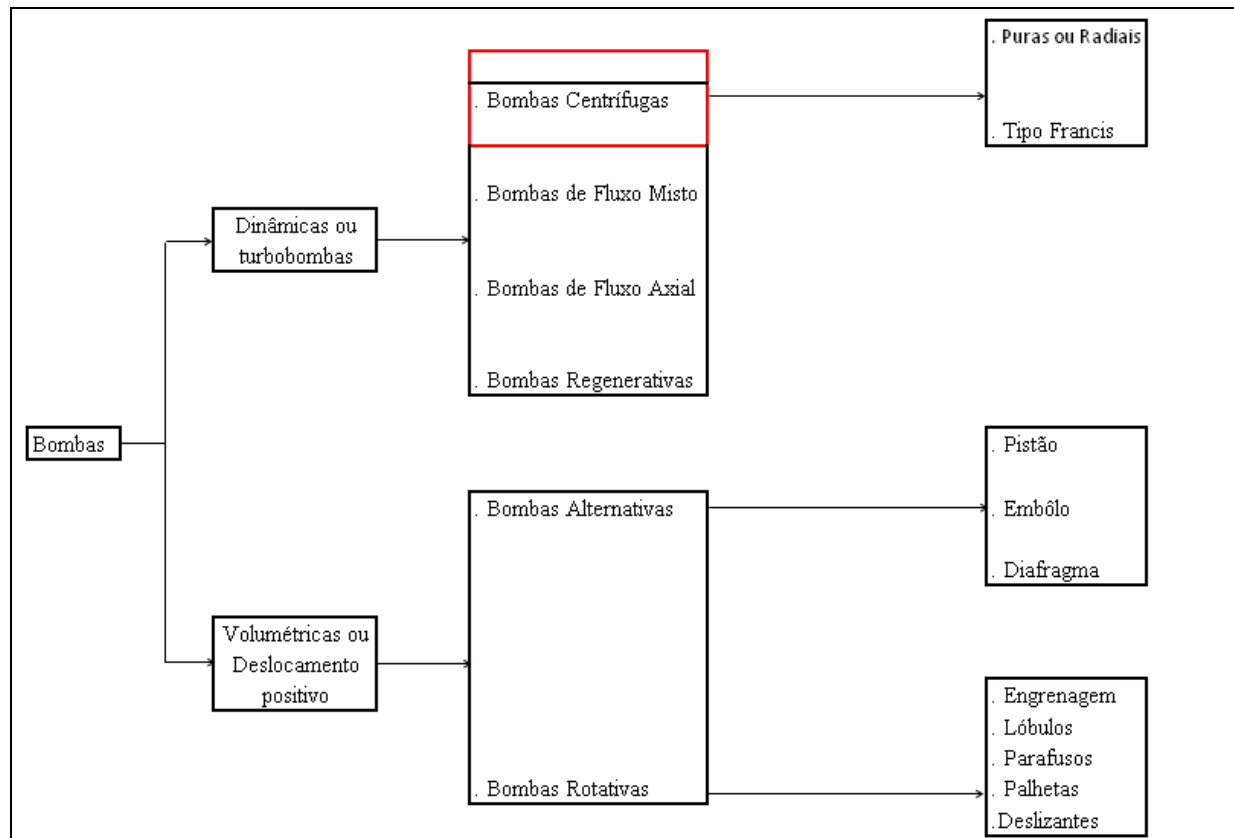 Bombas
Dinâmicas ou
turbobombas
. Bombas Centrífugas
. Bombas de Fluxo Misto
. Bombas de Fluxo Axial
. Bombas Regenerativas
. Puras ou Radiais
. Tipo Francis
Volumétricas ou
Deslocamento
positivo
. Bombas Alternativas
. Bombas Rotativas
. Pistão
. Embôlo
. Diafragma
. Engrenagem
. Lóbulos
. Parafusos
. Palhetas
.Deslizantes